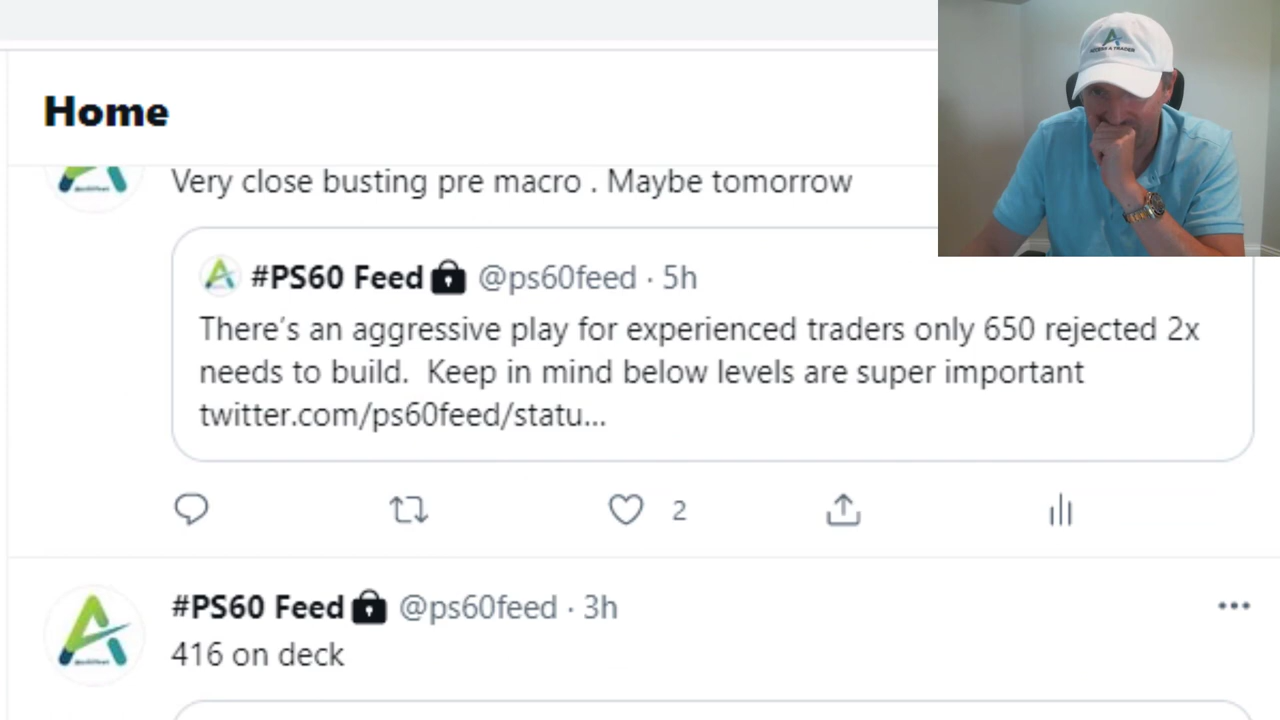 Home
Very close busting pre macro . Maybe tomorrow
#PS60 Feed @ps60feed · 5h
There's an aggressive play for experienced traders only 650 rejected 2x
needs to build.  Keep in mind below levels are super important
twitter.com/ps60feed/statu...
2
#PS60 Feed @ps60feed · 3h
416 on deck